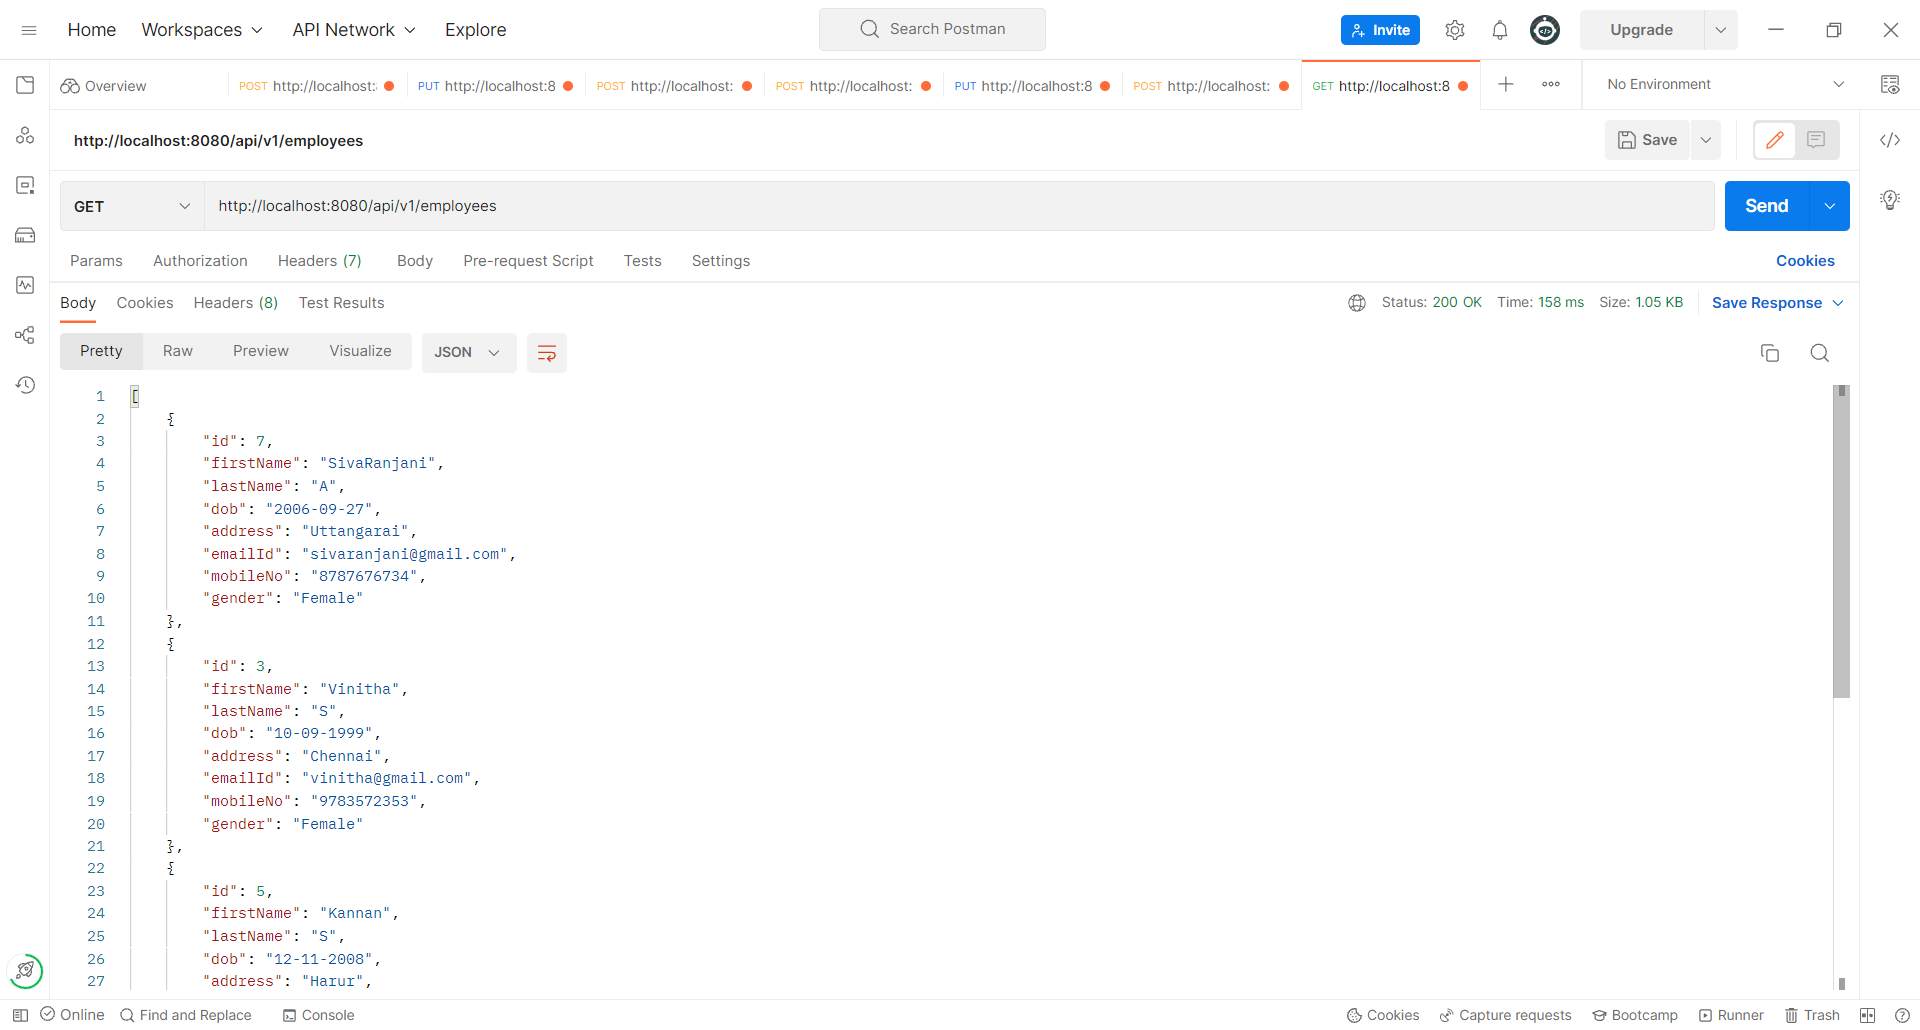 Home Workspaces API Network Explore Search Postman Invite Upgrade
Overview POST http://localhost: PUT http://localhost:8 POST http://localhost: POST http://localhost: PUT http://localhost:8 POST http://localhost: GET http://localhost:8 No Environment
http://localhost:8080/api/v1/employees Save
GET http://localhost:8080/api/v1/employees Send
Params Authorization Headers (7) Body Pre-request Script Tests Settings Cookies
Body Cookies Headers (8) Test Results Status: 200 OK Time: 158 ms Size: 1.05 KB Save Response
Pretty Raw Preview Visualize JSON
1 [
2 {
3 "id": 7,
4 "firstName": "SivaRanjani",
5 "lastName": "A",
6 "dob": "2006-09-27",
7 "address": "Uttangarai",
8 "emailId": "sivaranjani@gmail.com",
9 "mobileNo": "8787676734",
10 "gender": "Female"
11 },
12 {
13 "id": 3,
14 "firstName": "Vinitha",
15 "lastName": "S",
16 "dob": "10-09-1999",
17 "address": "Chennai",
18 "emailId": "vinitha@gmail.com",
19 "mobileNo": "9783572353",
20 "gender": "Female"
21 },
22 {
23 "id": 5,
24 "firstName": "Kannan",
25 "lastName": "S",
26 "dob": "12-11-2008",
27 "address": "Harur",
Online Find and Replace Console Cookies Capture requests Bootcamp Runner Trash